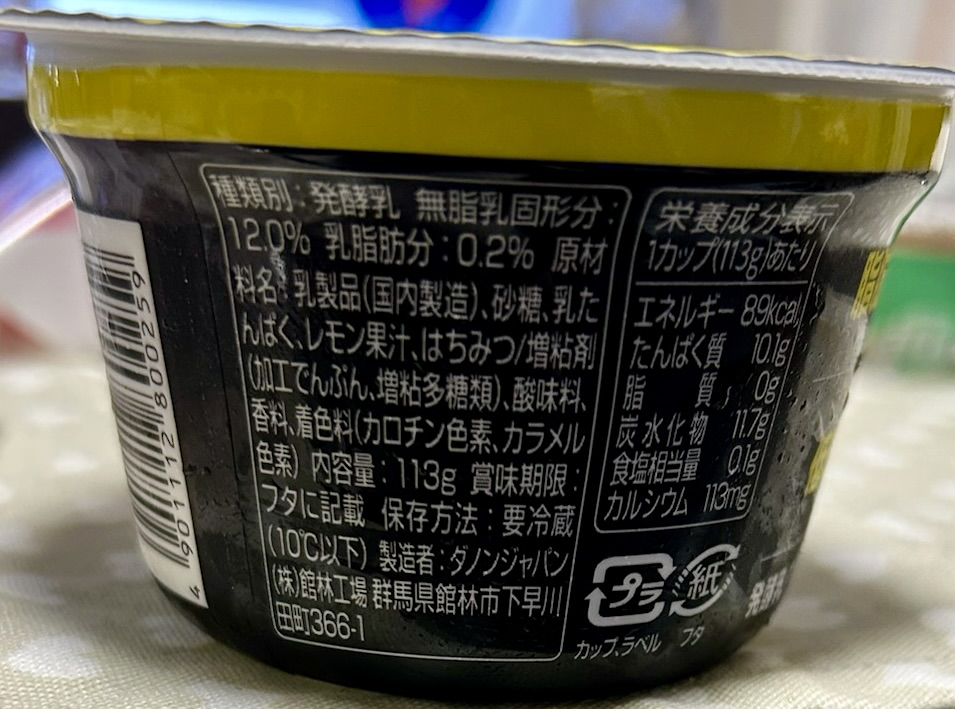 種類別：発酵乳 無脂乳固形分：
12.0% 乳脂肪分：0.2% 原材
料名：乳製品(国内製造)、砂糖、乳た
んぱく、レモン果汁、はちみつ/増粘剤
(加工でんぷん、増粘多糖類)、酸味料、
香料、着色料(カロチン色素、カラメル
色素) 内容量：113g 賞味期限：
フタに記載 保存方法：要冷蔵
(10℃以下) 製造者：ダノンジャパン
(株)館林工場 群馬県館林市下早川
田町366-1
栄養成分表示
1カップ(113g)あたり
エネルギー 89kcal
たんぱく質 10.1g
脂質 0g
炭水化物 11.7g
食塩相当量 0.1g
カルシウム 113mg
プラ
紙
カップ、ラベル フタ
4 901112 800259
脂
発酵乳